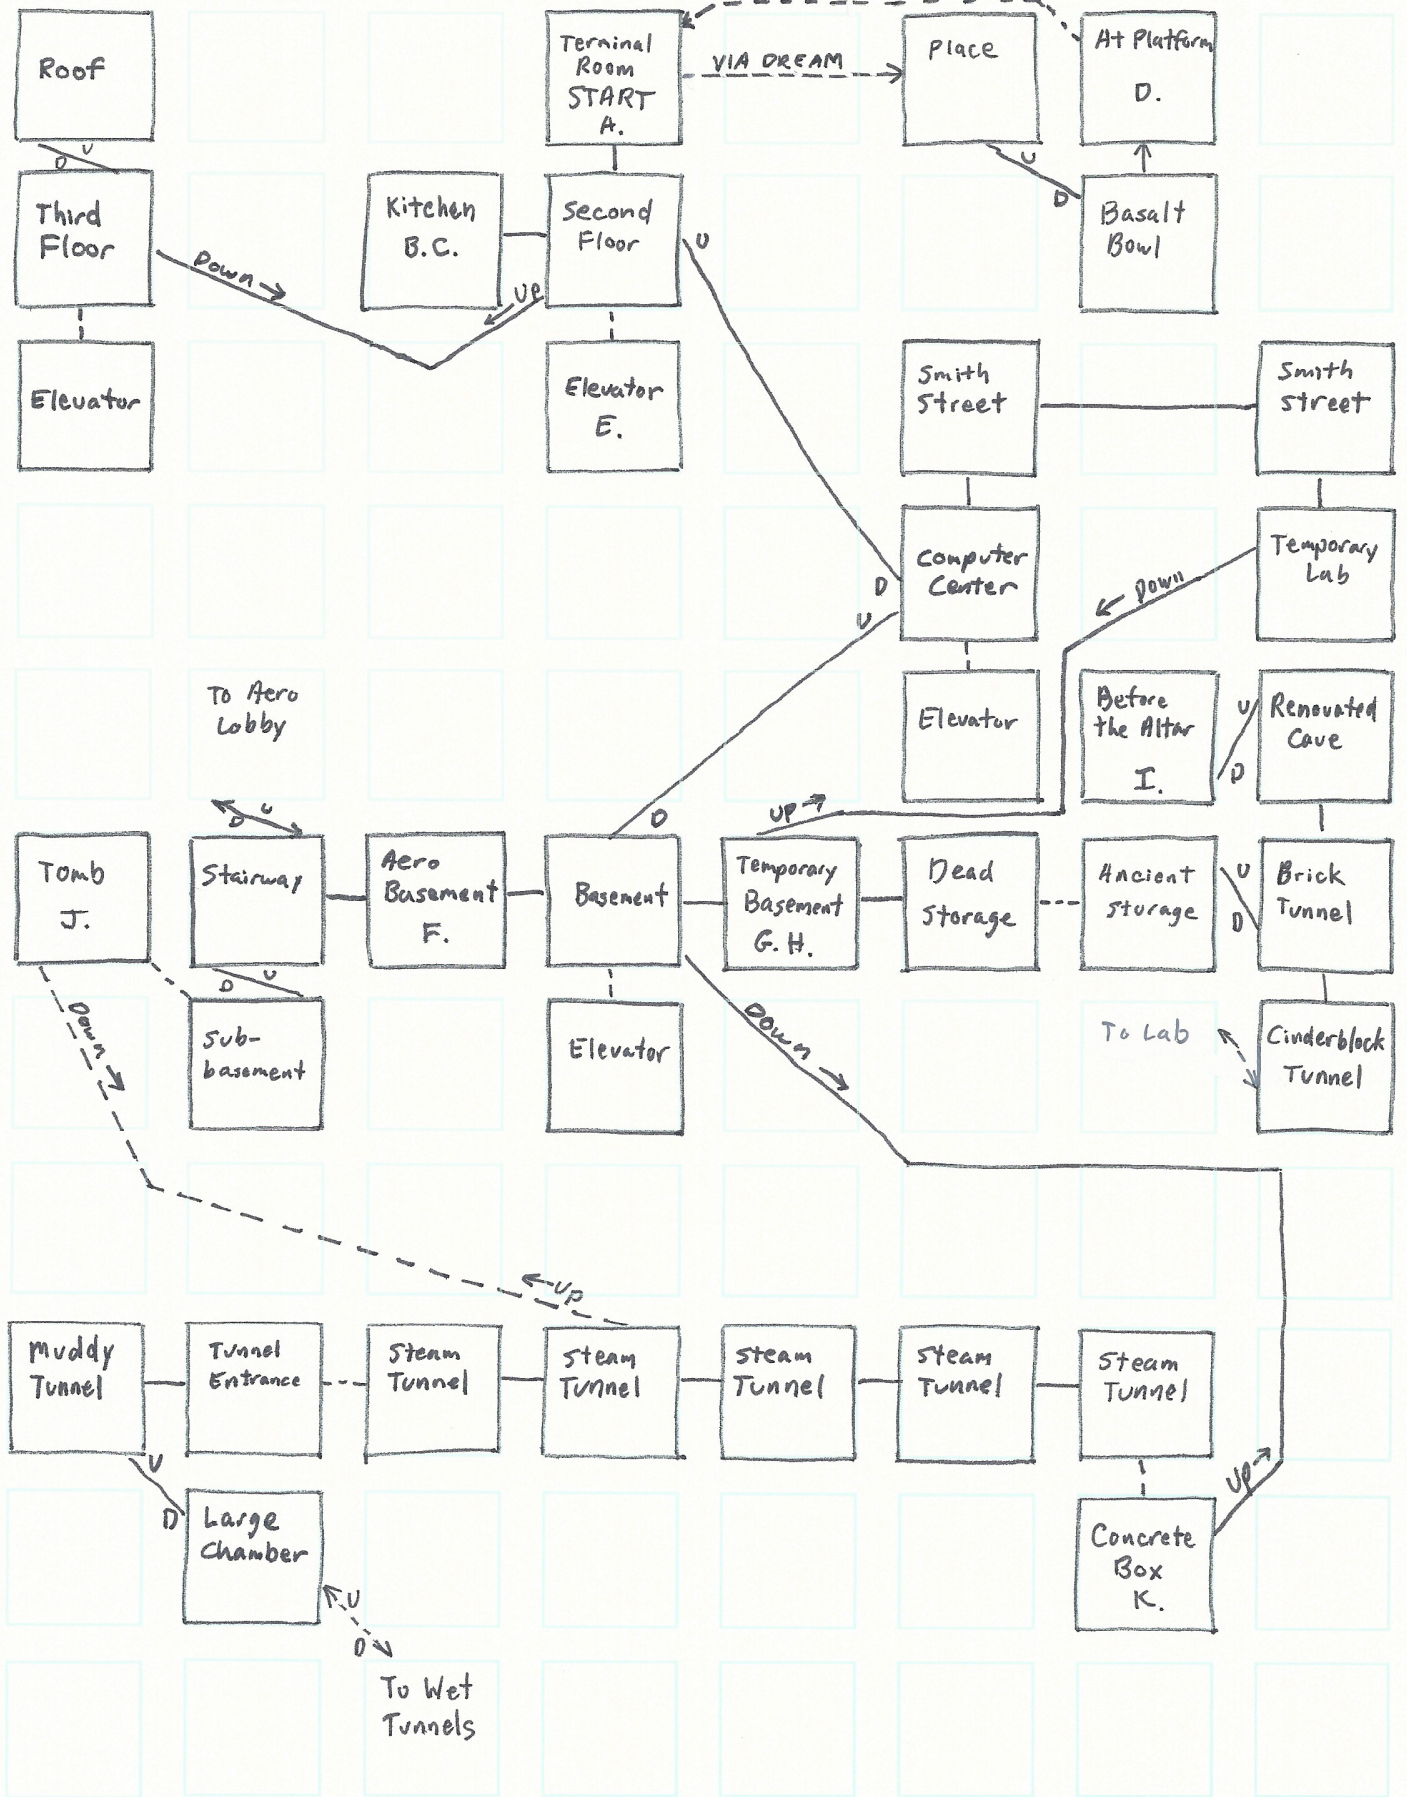 Roof
Terminal
Room
START
A.
VIA DREAM
Place
At Platform
D.
U
D
U
D
Third
Floor
Kitchen
B.C.
Second
Floor
U
Basalt
Bowl
Down
UP
Elevator
Elevator
E.
Smith
Street
Smith
Street
Computer
Center
D
U
Temporary
Lab
Down
To Aero
Lobby
Elevator
Before
the Altar
I.
U
D
Renovated
Cave
U
D
D
UP
Tomb
J.
Stairway
Aero
Basement
F.
Basement
Temporary
Basement
G. H.
Dead
Storage
Ancient
Storage
U
D
Brick
Tunnel
U
D
Down
Sub-
basement
Elevator
Down
To Lab
Cinderblock
Tunnel
Up
Muddy
Tunnel
Tunnel
Entrance
Steam
Tunnel
Steam
Tunnel
Steam
Tunnel
Steam
Tunnel
Steam
Tunnel
U
D
Large
Chamber
UP
Concrete
Box
K.
U
D
To Wet
Tunnels